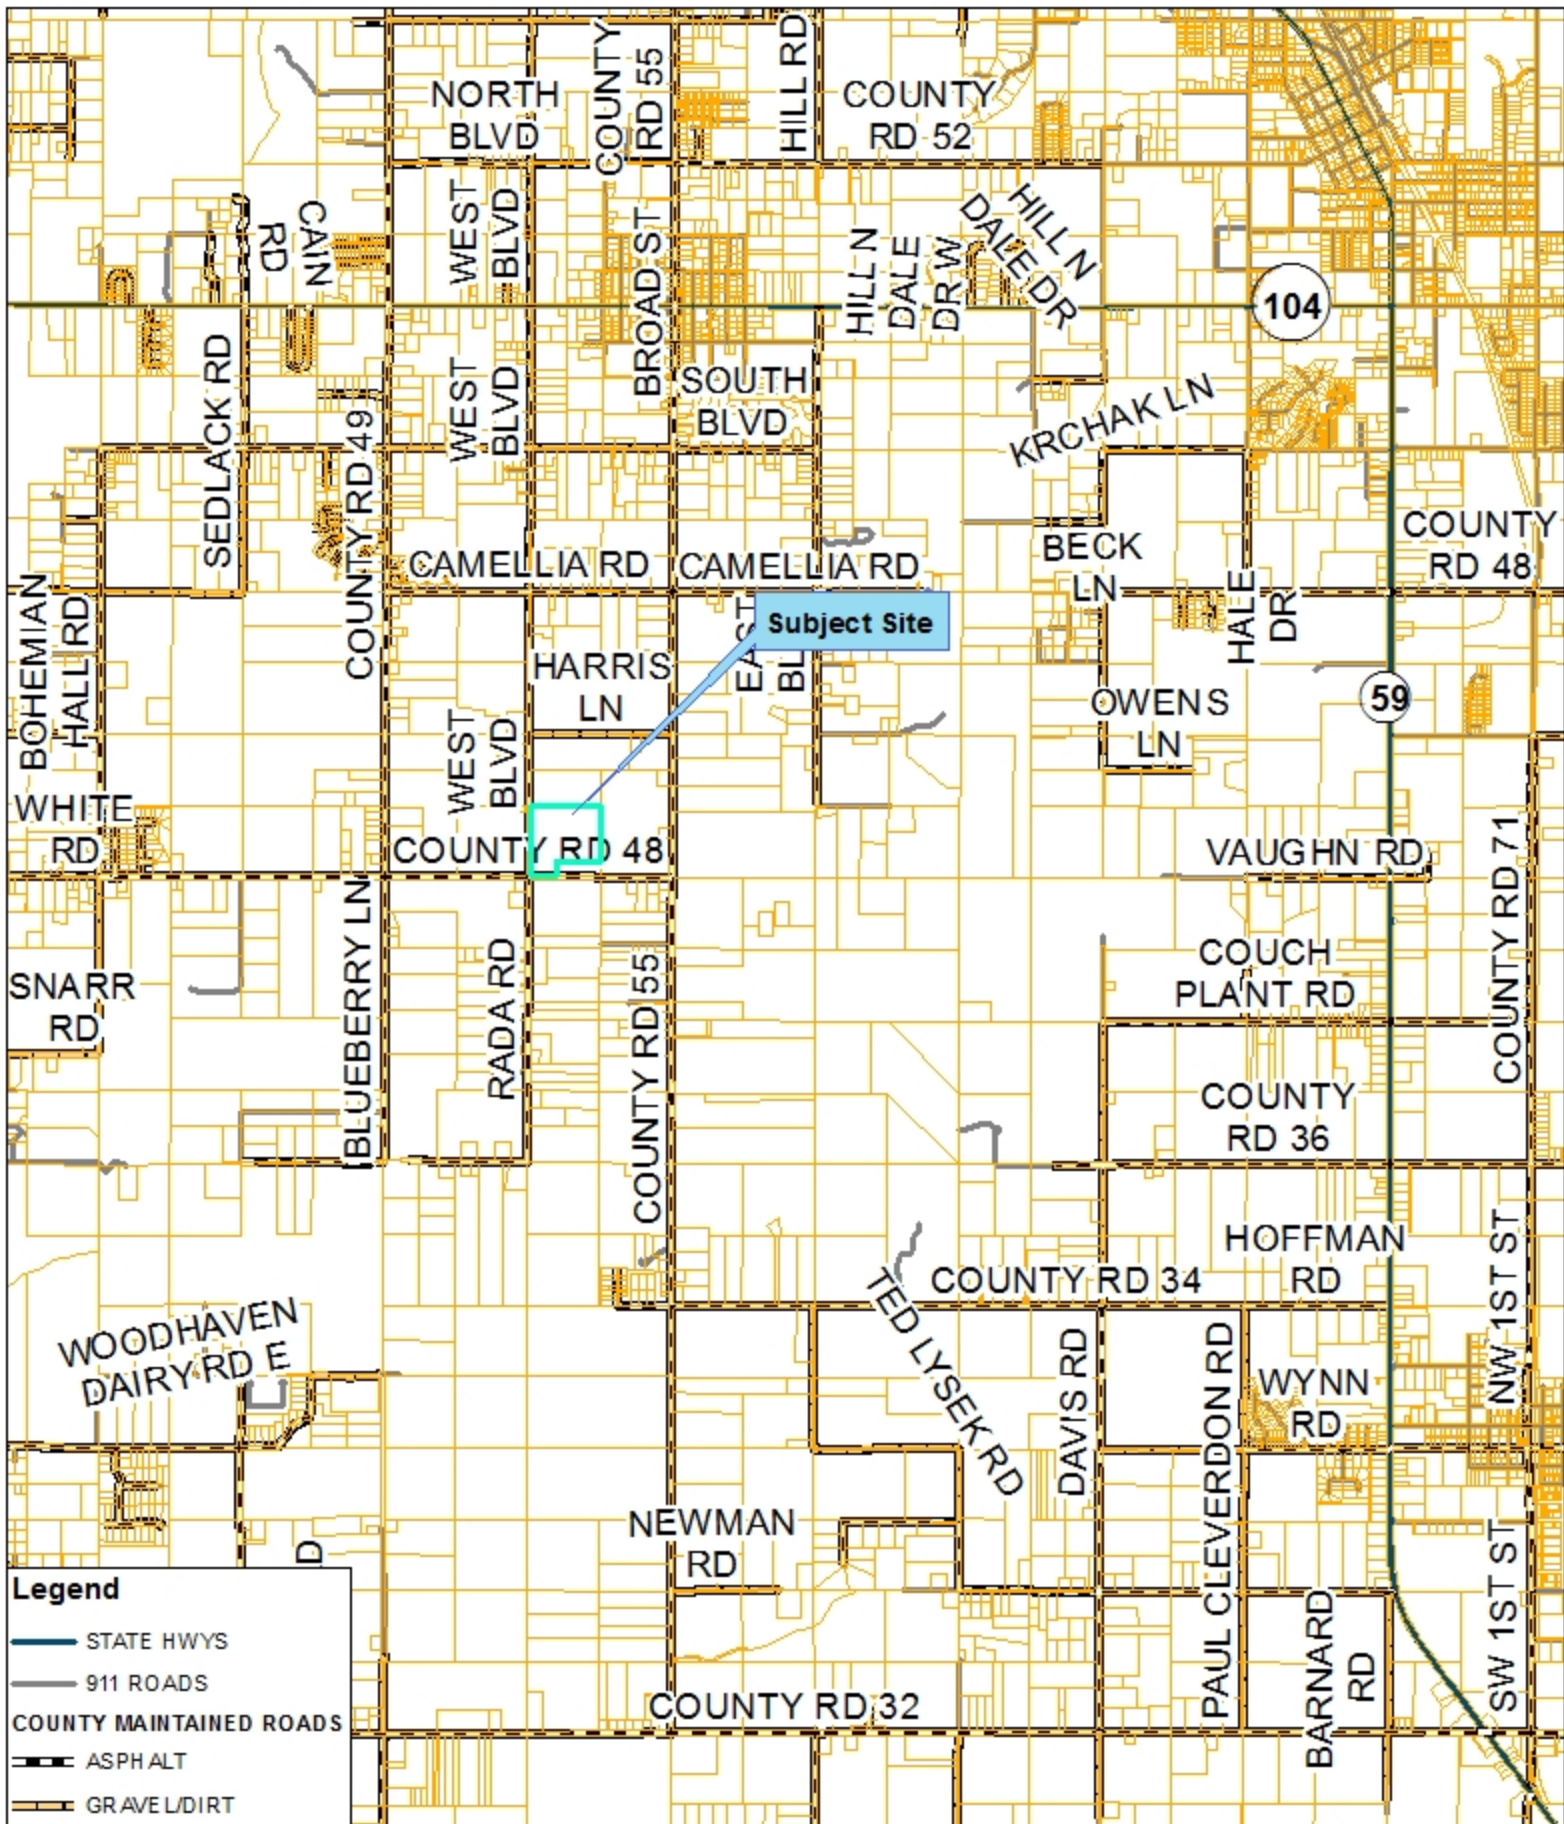 NORTH
BLVD
COUNTY
RD 55
HILL RD
COUNTY
RD 52
CAIN
RD
WEST
BLVD
BROAD ST
HILL N
DALE
DR W
HILL N
DALE DR
104
SEDLACK RD
WEST
BLVD
SOUTH
BLVD
KRCHAK LN
COUNTY RD 49
CAMELLIA RD
CAMELLIA RD
BECK
LN
COUNTY
RD 48
HALE
DR
BOHEMIAN
HALL RD
Subject Site
EAST
BL
HARRIS
LN
OWENS
LN
59
WEST
BLVD
WHITE
RD
COUNTY RD 48
VAUGHN RD
COUNTY RD 71
SNARR
RD
BLUEBERRY LN
RADA RD
COUNTY RD 55
COUCH
PLANT RD
COUNTY
RD 36
HOFFMAN
RD
COUNTY RD 34
NW 1ST ST
TED LYSEK RD
WOODHAVEN
DAIRY RD E
DAVIS RD
PAUL CLEVERDON RD
WYNN
RD
NEWMAN
RD
D
BARNARD
RD
SW 1ST ST
COUNTY RD 32
Legend
STATE HWYS
911 ROADS
COUNTY MAINTAINED ROADS
ASPHALT
GRAVEL/DIRT